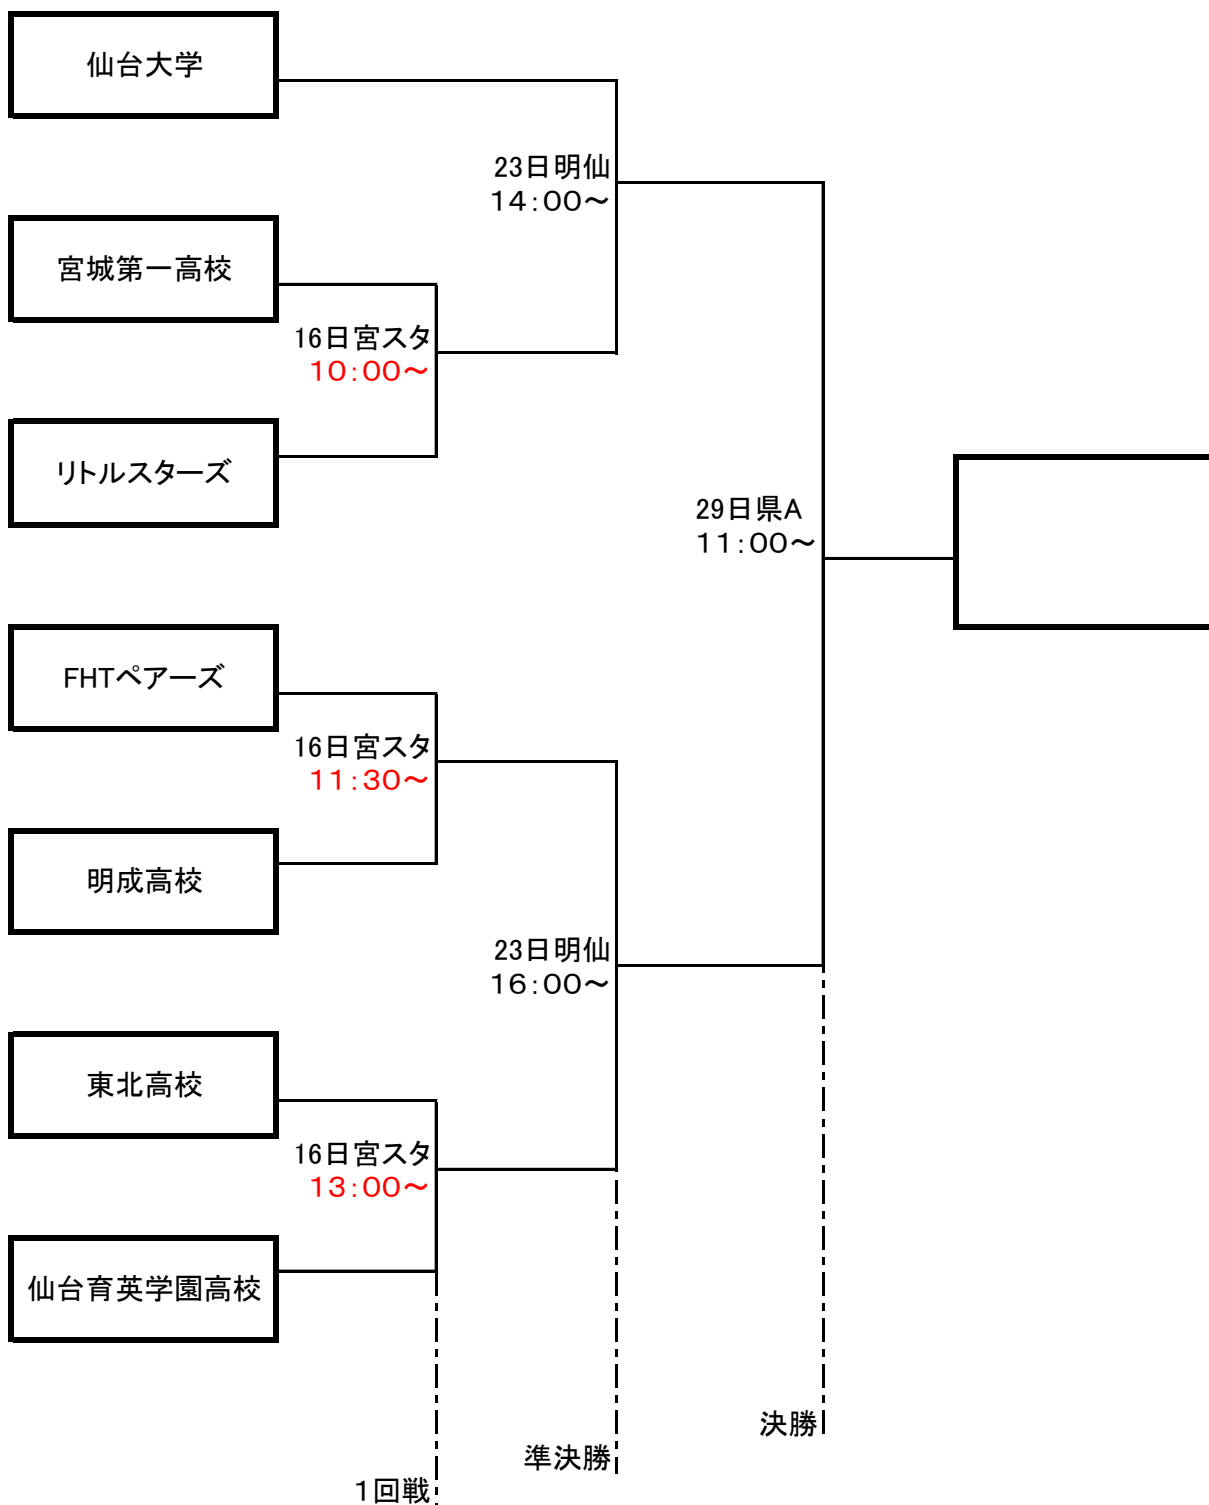 仙台大学
23日明仙
14:00～
宮城第一高校
16日宮スタ
10:00～
リトルスターズ
29日県A
11:00～
FHTペアーズ
16日宮スタ
11:30～
明成高校
23日明仙
16:00～
東北高校
16日宮スタ
13:00～
仙台育英学園高校
決勝
準決勝
1回戦